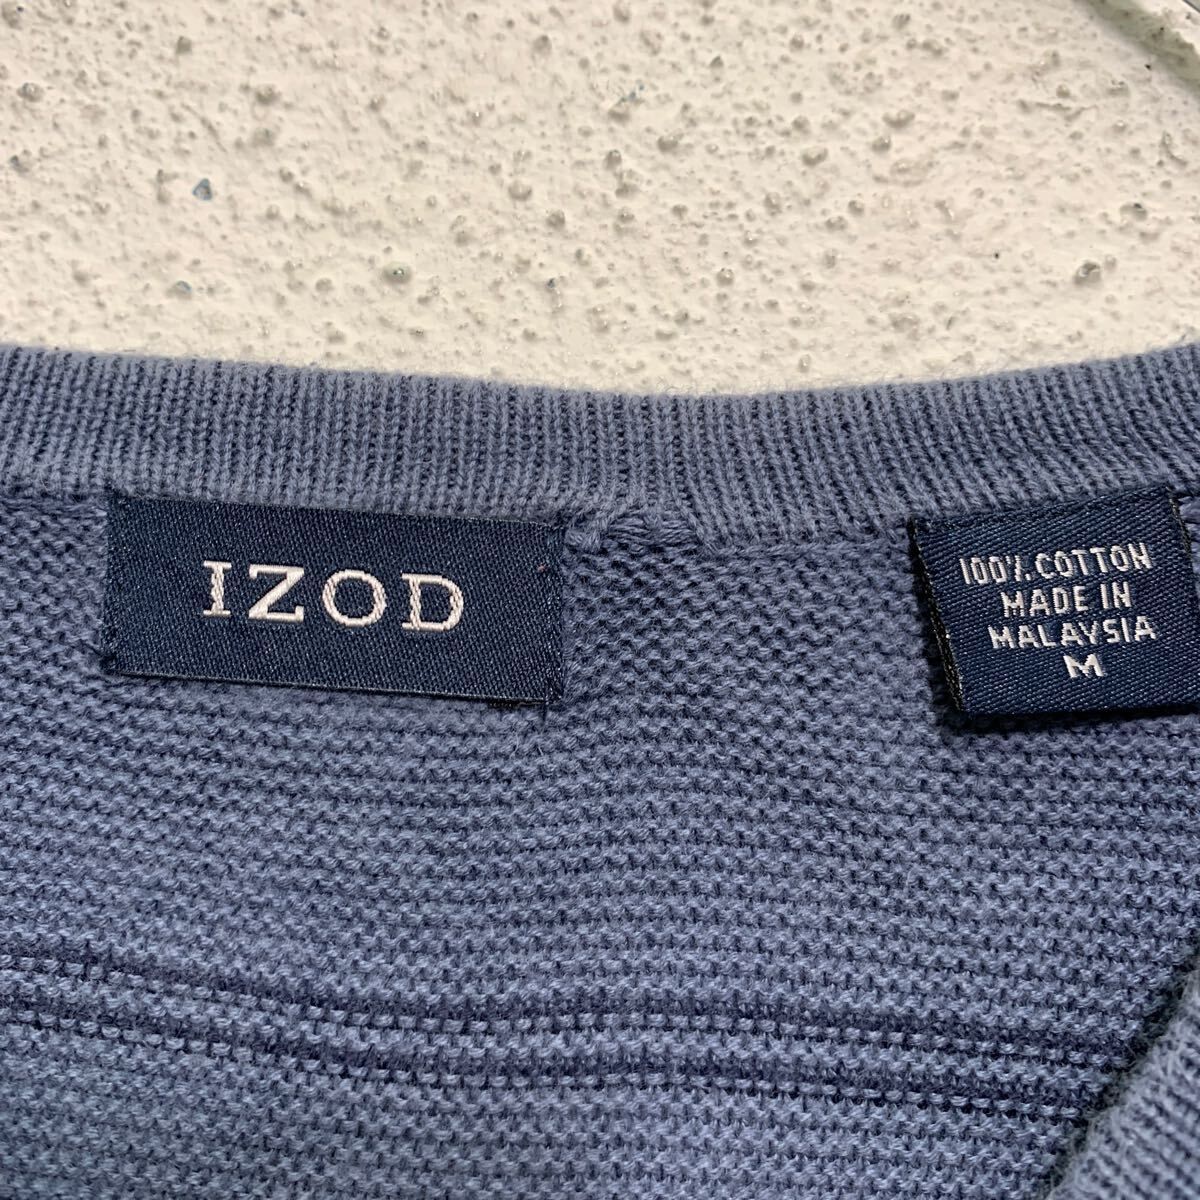 IZOD
100% COTTON
MADE IN
MALAYSIA
M